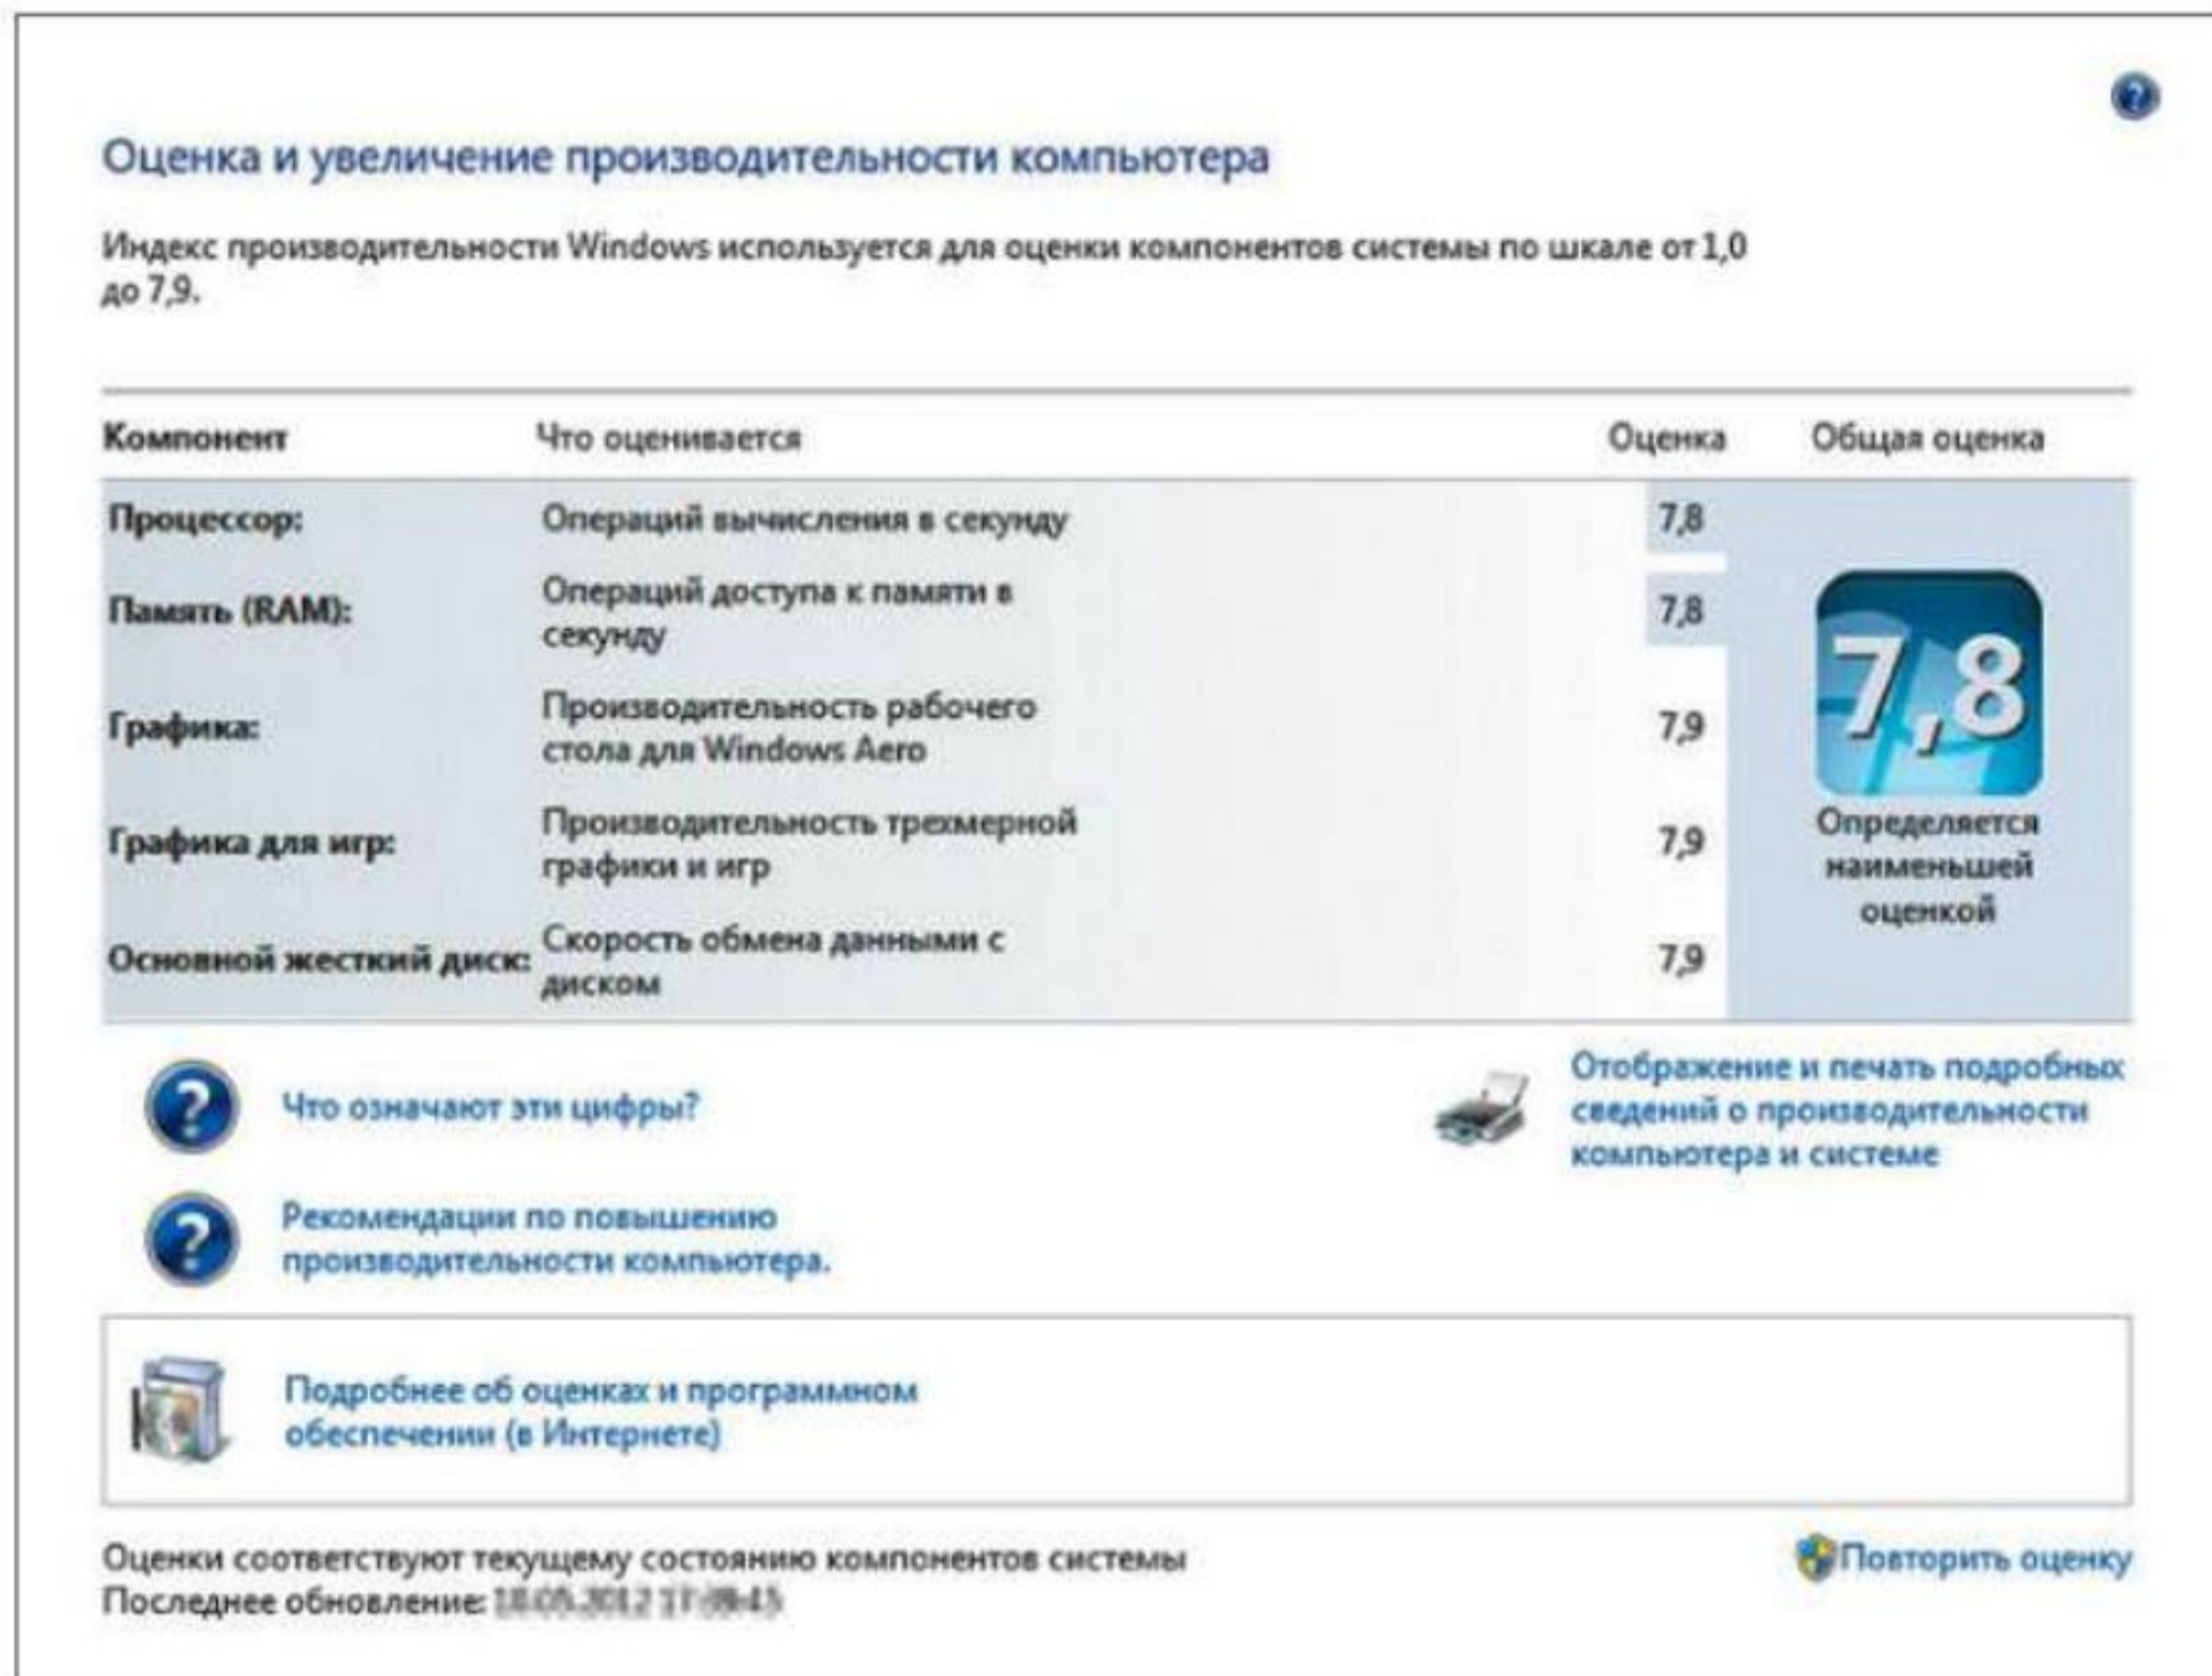 Оценка и увеличение производительности компьютера
Индекс производительности Windows используется для оценки компонентов системы по шкале от 1,0
до 7,9.
Компонент Что оценивается Оценка Общая оценка
Процессор: Операций вычисления в секунду 7,8
Память (RAM): Операций доступа к памяти в
секунду 7,8
Графика: Производительность рабочего
стола для Windows Aero 7,9
Графика для игр: Производительность трехмерной
графики и игр 7,9
Основной жесткий диск: Скорость обмена данными с
диском 7,9
7,8
Определяется
наименьшей
оценкой
Что означают эти цифры?
Отображение и печать подробных
сведений о производительности
компьютера и системе
Рекомендации по повышению
производительности компьютера.
Подробнее об оценках и программном
обеспечении (в Интернете)
Оценки соответствуют текущему состоянию компонентов системы
Последнее обновление:
Повторить оценку